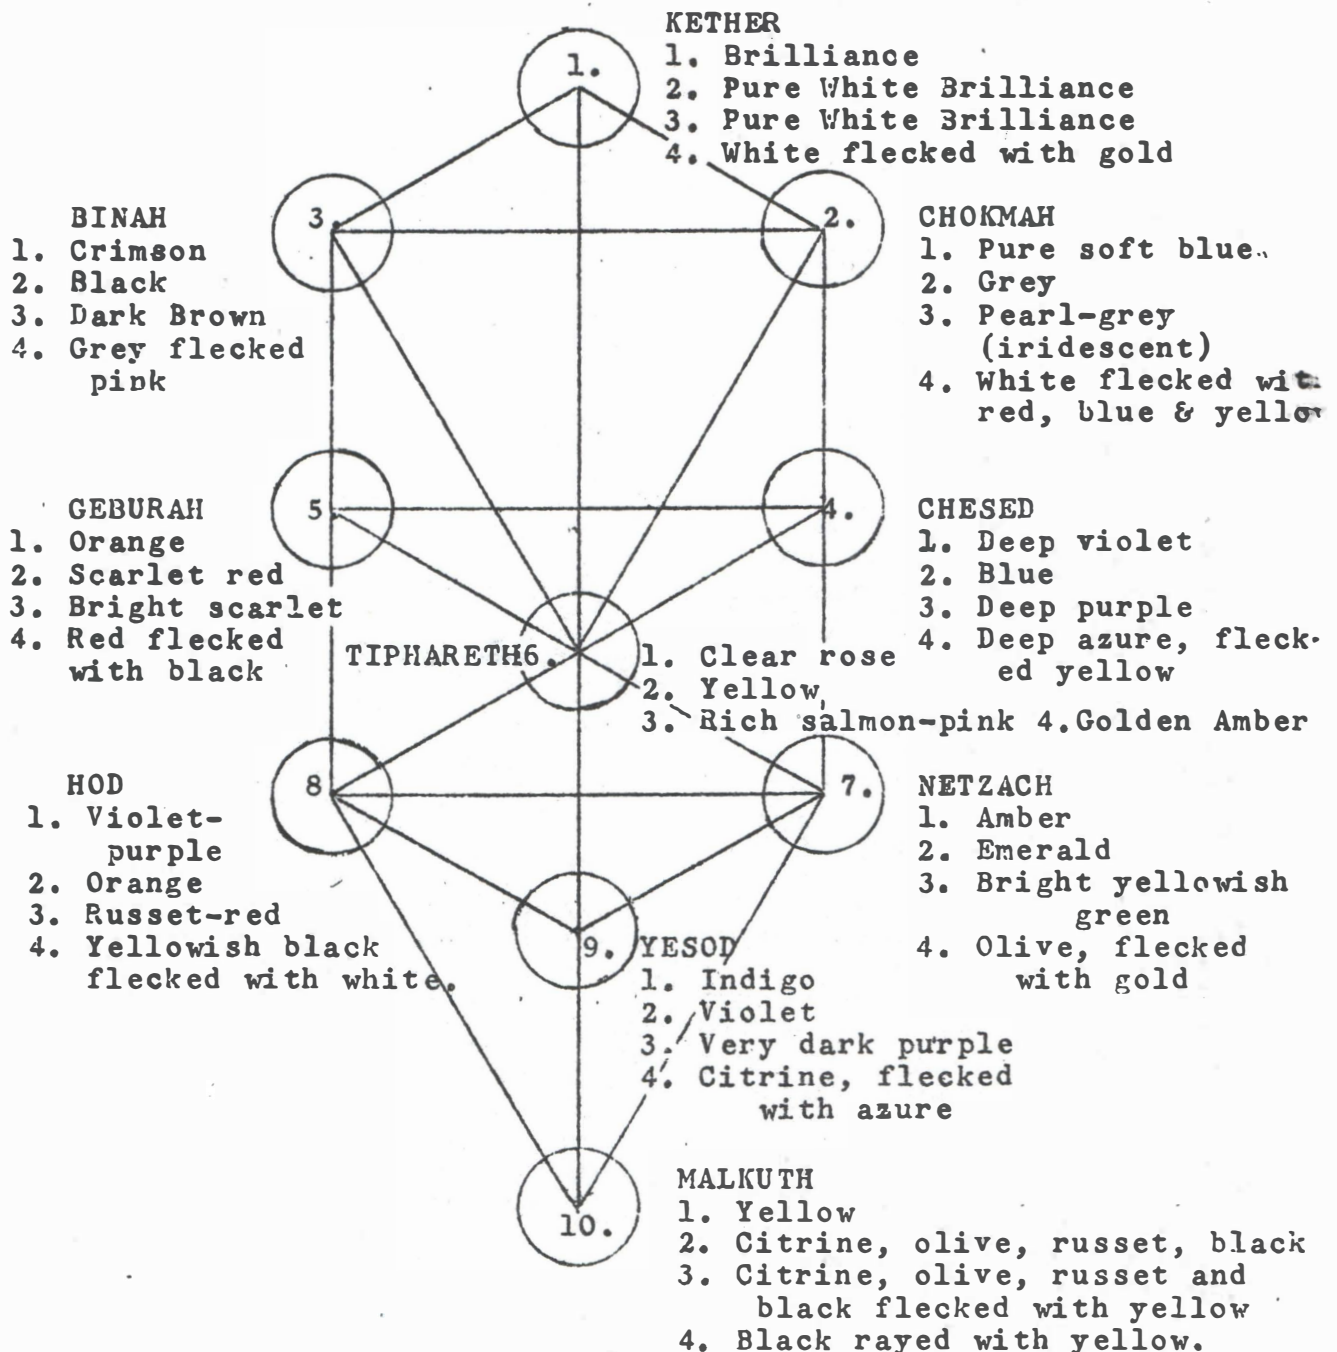 KETHER
1. Brilliance
2. Pure White Brilliance
3. Pure White Brilliance
4. White flecked with gold
1.
BINAH
1. Crimson
2. Black
3. Dark Brown
4. Grey flecked
pink
3.
2.
CHOKMAH
1. Pure soft blue
2. Grey
3. Pearl-grey
(iridescent)
4. White flecked wit
red, blue & yello
GEBURAH
1. Orange
2. Scarlet red
3. Bright scarlet
4. Red flecked
with black
5
4.
CHESED
1. Deep violet
2. Blue
3. Deep purple
4. Deep azure, fleck-
ed yellow
TIPHARETH6.
1. Clear rose
2. Yellow
3. Rich salmon-pink 4.Golden Amber
HOD
1. Violet-
purple
2. Orange
3. Russet-red
4. Yellowish black
flecked with white.
8
7.
NETZACH
1. Amber
2. Emerald
3. Bright yellowish
green
4. Olive, flecked
with gold
9. YESOD
1. Indigo
2. Violet
3. Very dark purple
4. Citrine, flecked
with azure
10.
MALKUTH
1. Yellow
2. Citrine, olive, russet, black
3. Citrine, olive, russet and
black flecked with yellow
4. Black rayed with yellow.